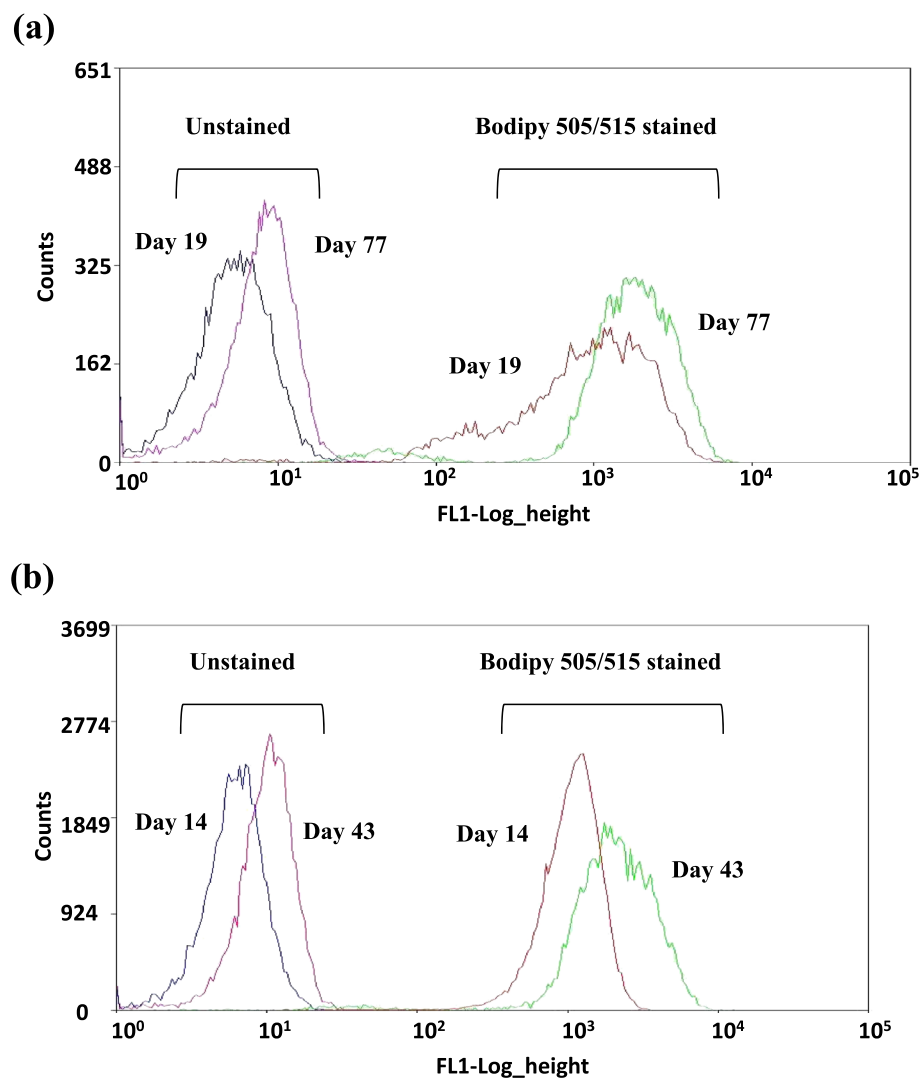 (a)
651
Unstained
Bodipy 505/515 stained
488
Day 19
Day 77
325
Counts
Day 77
162
Day 19
0
10⁰
10¹
10²
10³
10⁴
10⁵
FL1-Log_height
(b)
3699
Unstained
Bodipy 505/515 stained
2774
1849
Day 14
Day 43
Day 14
Counts
Day 43
924
0
10⁰
10¹
10²
10³
10⁴
10⁵
FL1-Log_height